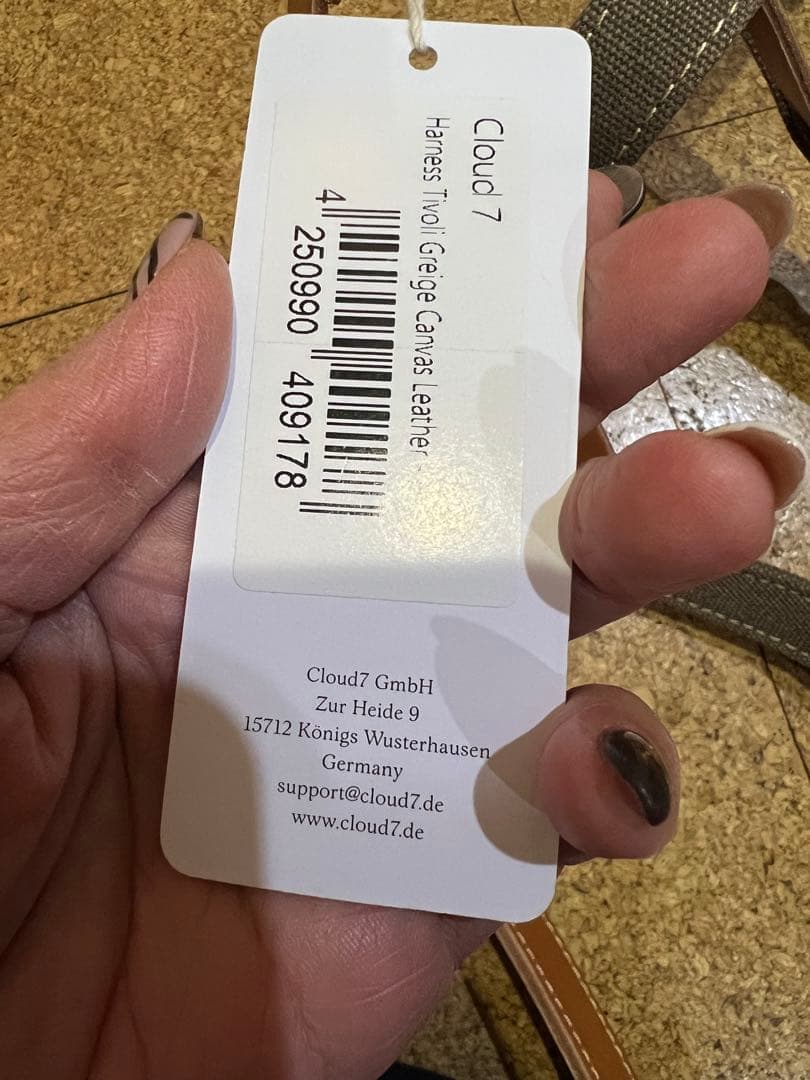 Cloud 7
Harness Tivoli Greige Canvas Leather -
4 250990 409178
Cloud7 GmbH
Zur Heide 9
15712 Königs Wusterhausen
Germany
support@cloud7.de
www.cloud7.de